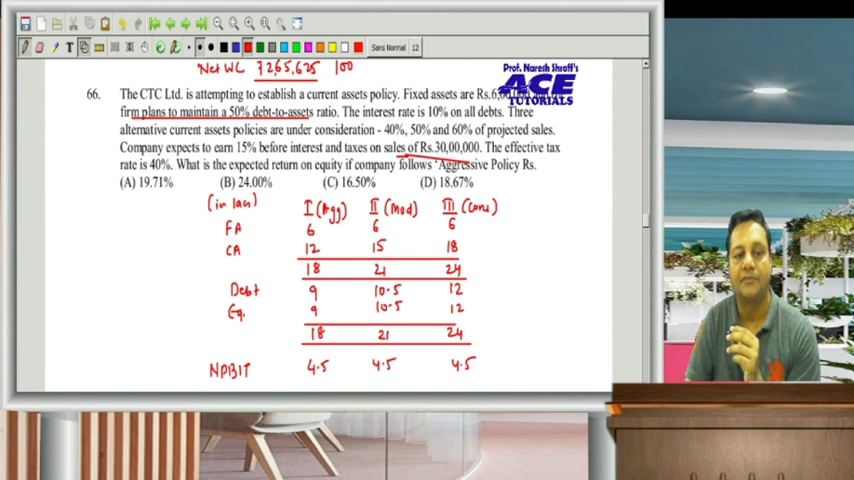 Sans Normal 12
Net WC 7265,625 100
Prof. Naresh Shroff's
ACE
TUTORIALS
66. The CTC Ltd. is attempting to establish a current assets policy. Fixed assets are Rs.6,
firm plans to maintain a 50% debt-to-assets ratio. The interest rate is 10% on all debts. Three
alternative current assets policies are under consideration - 40%, 50% and 60% of projected sales.
Company expects to earn 15% before interest and taxes on sales of Rs.30,00,000. The effective tax
rate is 40%. What is the expected return on equity if company follows 'Aggressive Policy Rs.
(A) 19.71% (B) 24.00% (C) 16.50% (D) 18.67%
(in lacs) I (Agg) II (Mod) III (Cons)
FA 6 6 6
CA 12 15 18
18 21 24
Debt 9 10.5 12
Eq. 9 10.5 12
18 21 24
NPBIT 4.5 4.5 4.5